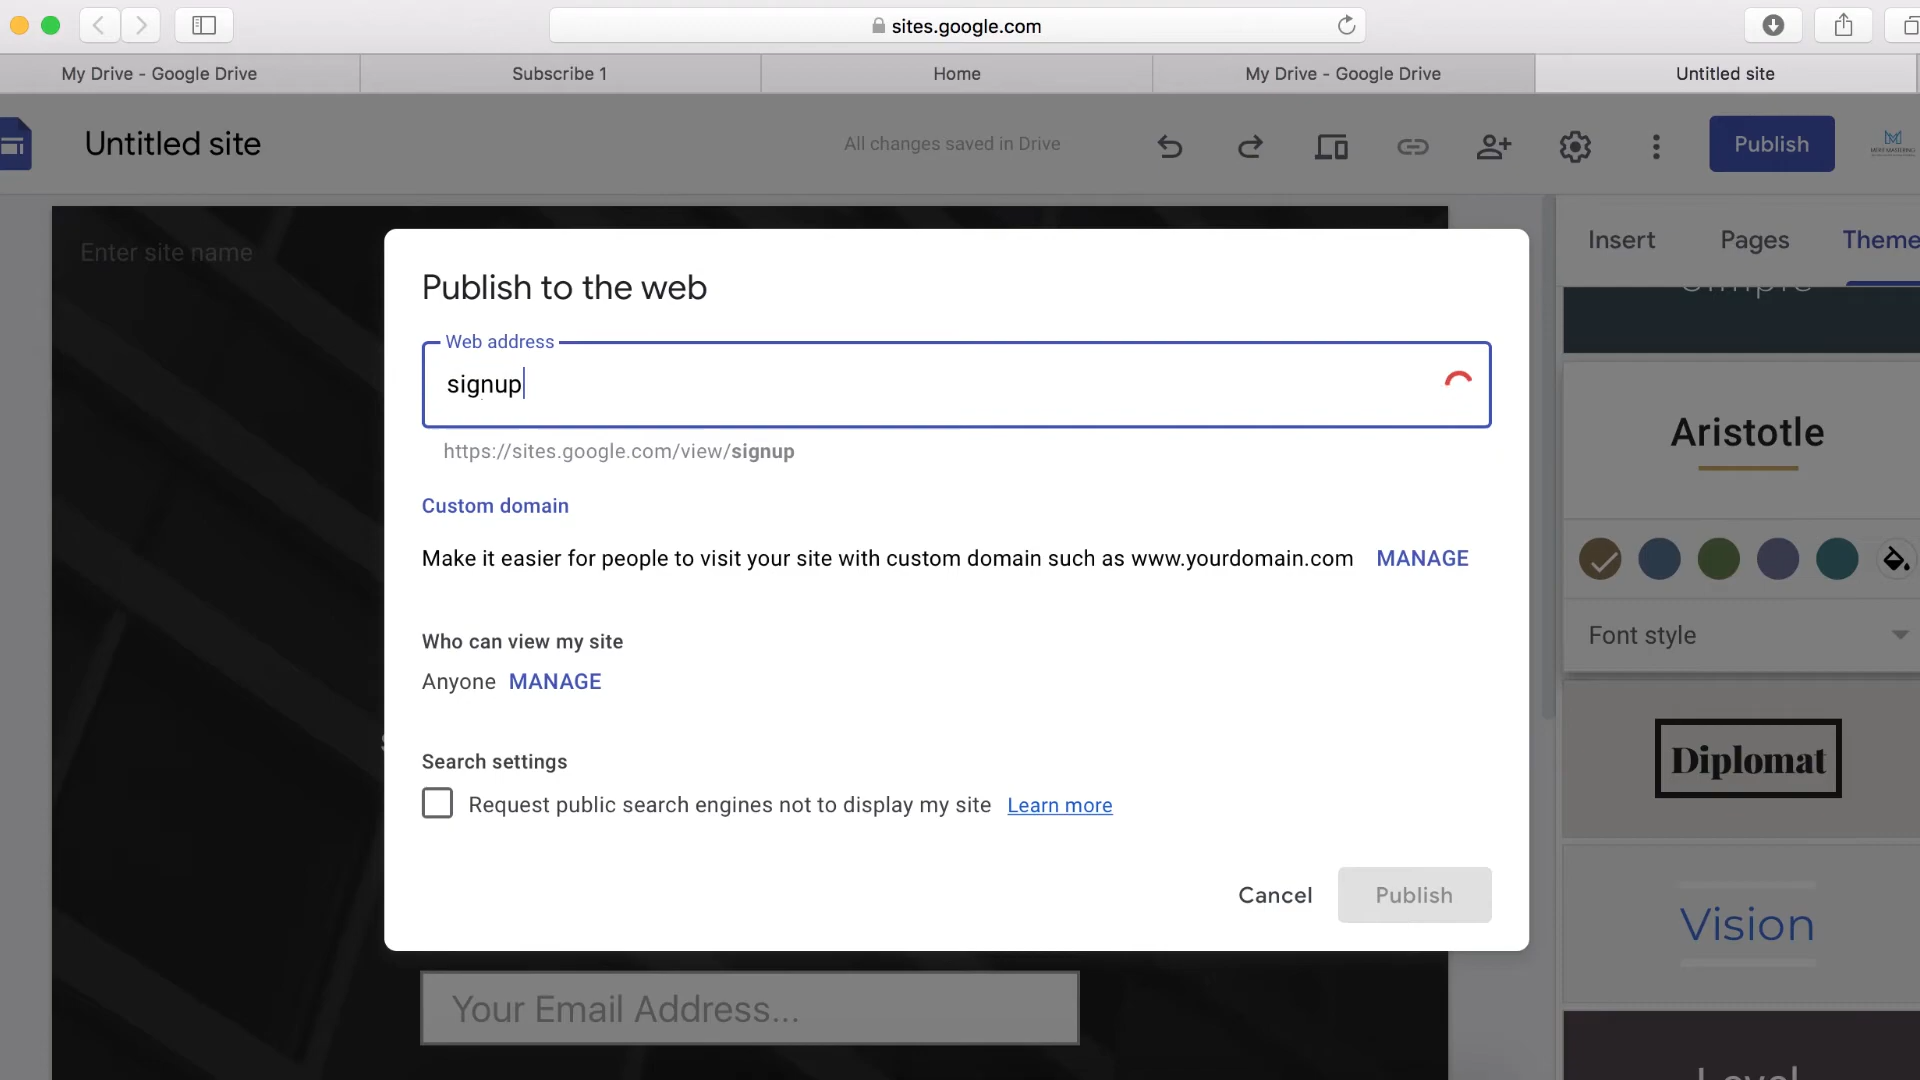 sites.google.com
My Drive - Google Drive
Subscribe 1
Home
My Drive - Google Drive
Untitled site
Untitled site
All changes saved in Drive
Publish
Enter site name
Insert
Pages
Theme
Simple
Publish to the web
Web address
signup
https://sites.google.com/view/signup
Custom domain
Make it easier for people to visit your site with custom domain such as www.yourdomain.com MANAGE
Who can view my site
Anyone MANAGE
Search settings
Request public search engines not to display my site Learn more
Cancel
Publish
Aristotle
Font style
Diplomat
Vision
Level
Your Email Address...